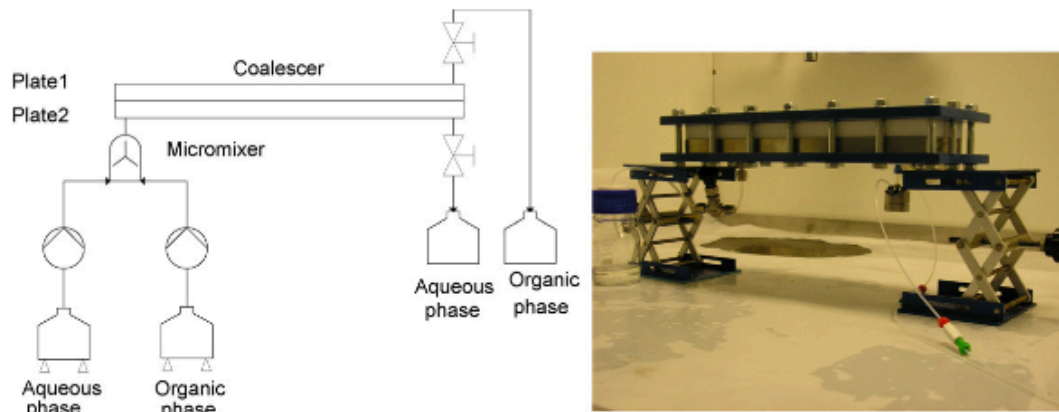 Coalescer
Plate1
Plate2
Micromixer
Aqueous
phase
Organic
phase
Aqueous
phase
Organic
phase